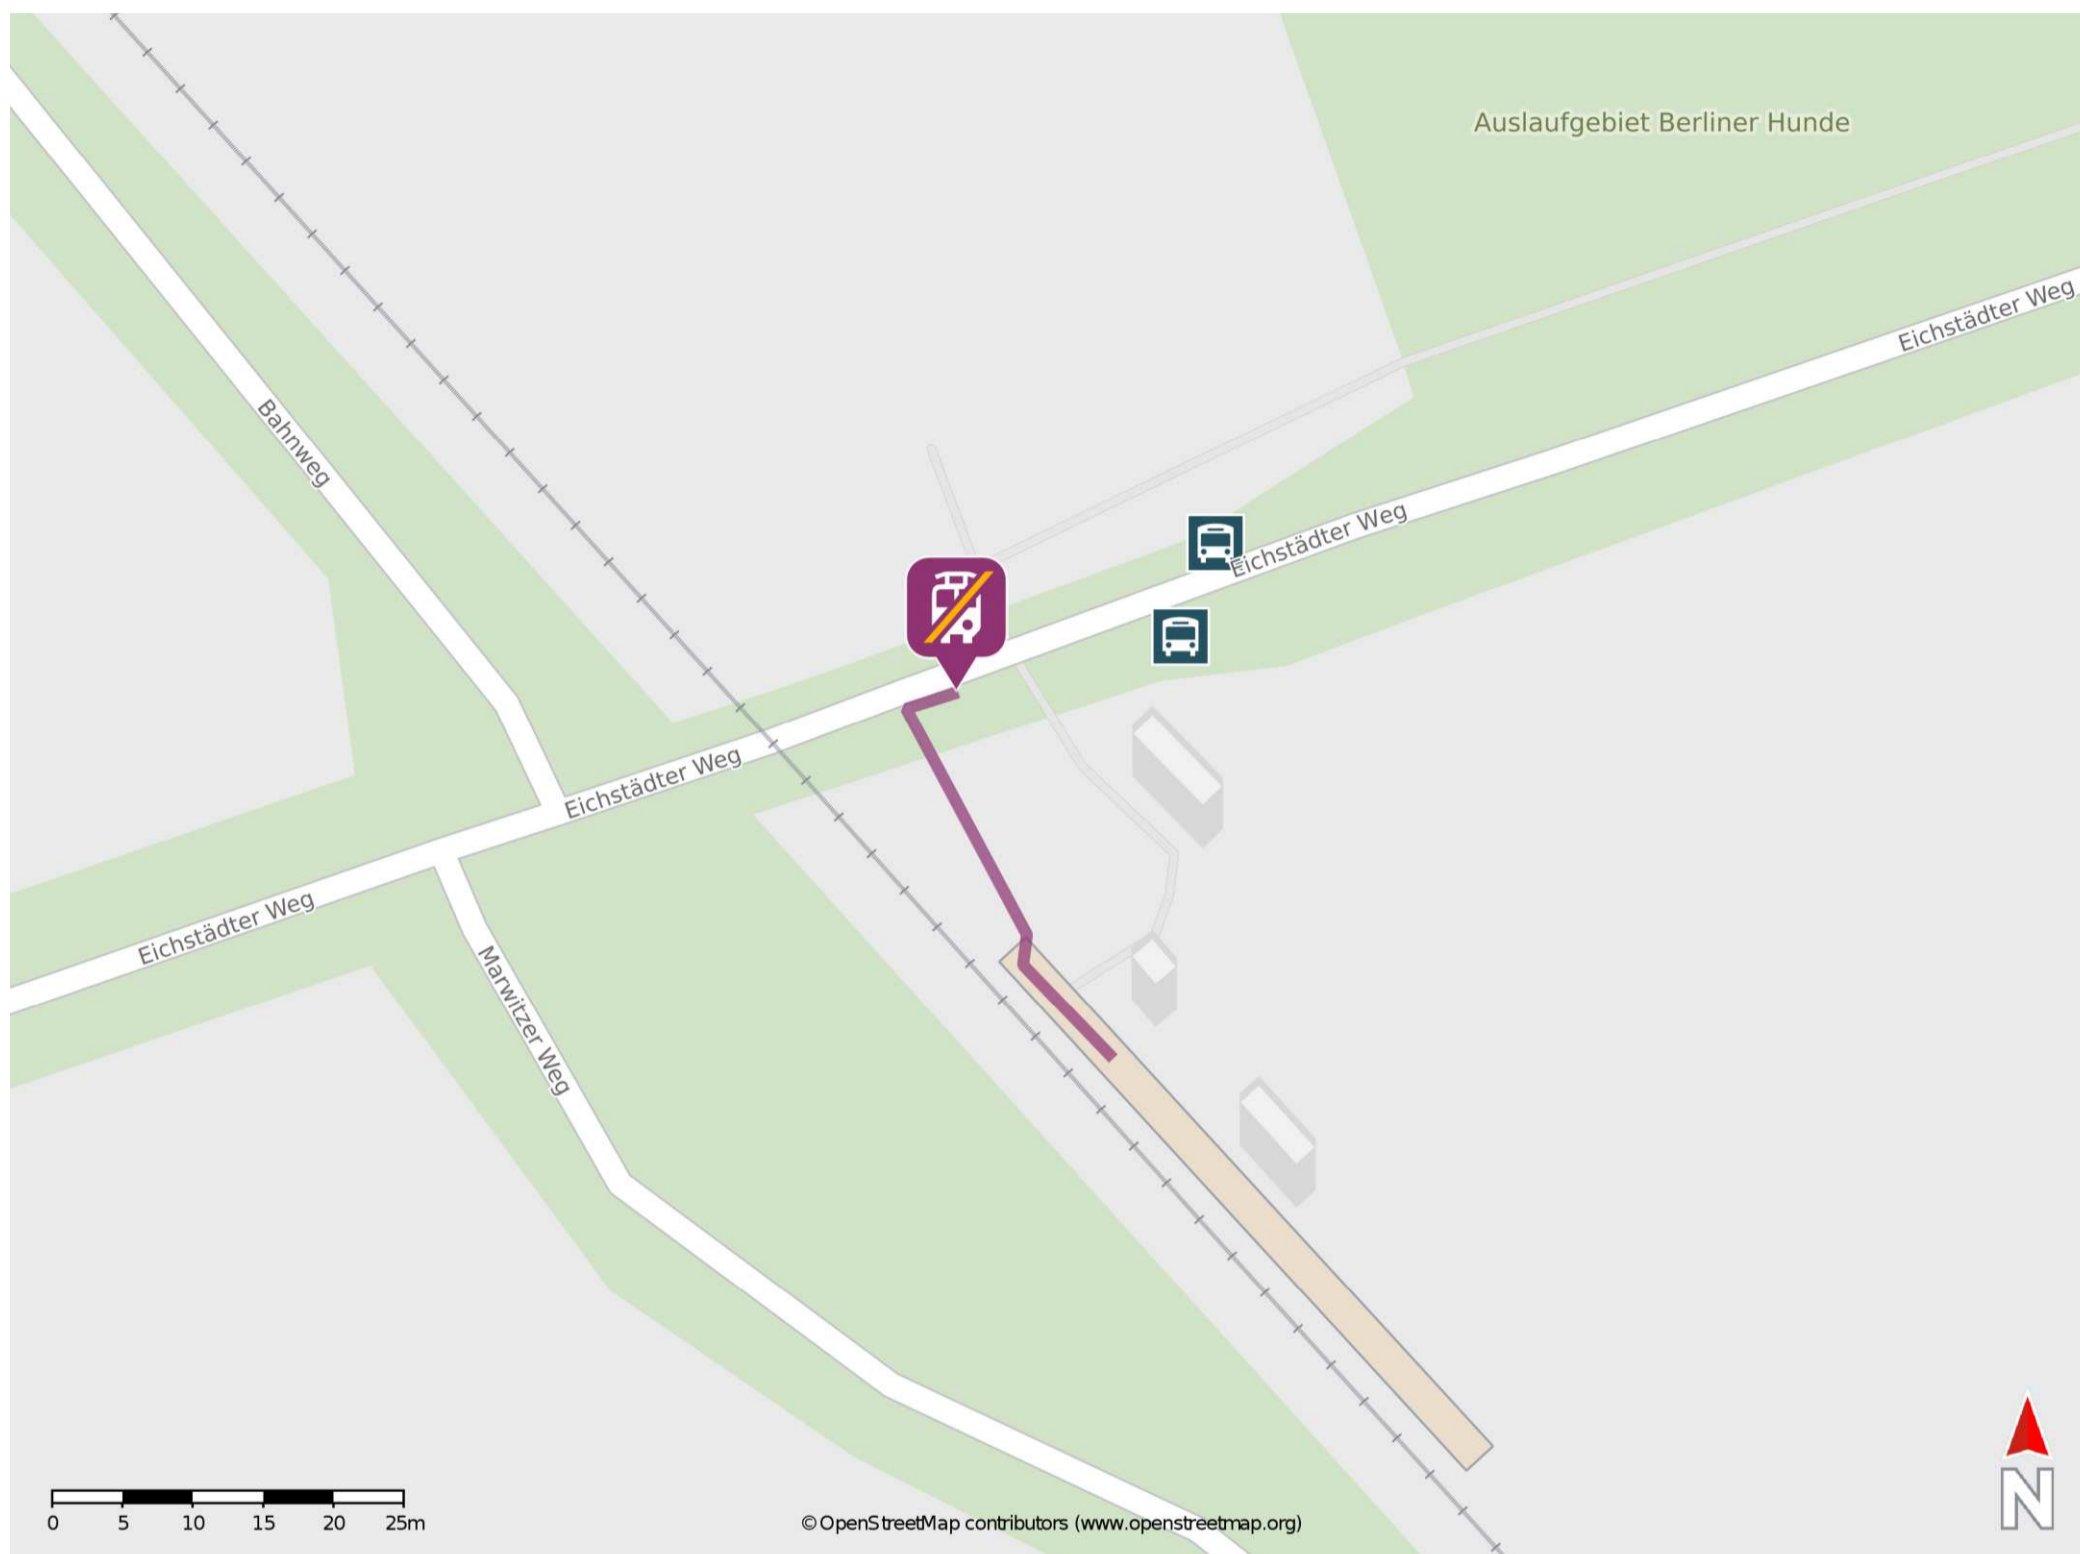 Auslaufgebiet Berliner Hunde
Eichstädter Weg
Bahnweg
Eichstädter Weg
Eichstädter Weg
Eichstädter Weg
Marwitzer Weg
0 5 10 15 20 25m
© OpenStreetMap contributors (www.openstreetmap.org)
N